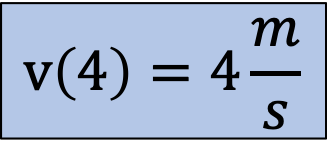 v(4) = 4 m/s